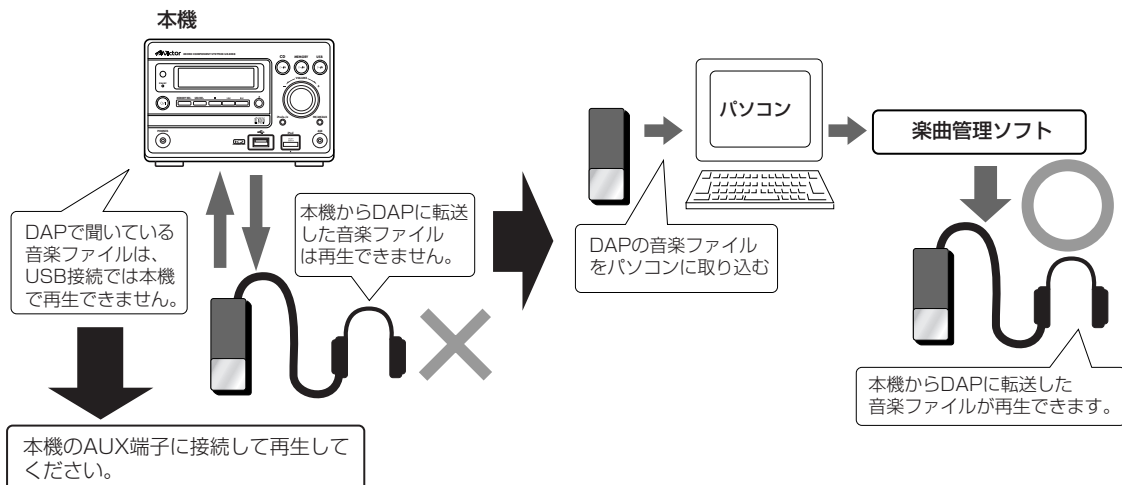 本機
Victor
CD
MEMORY
USB
DAPで聞いている
音楽ファイルは、
USB接続では本機
で再生できません。
本機からDAPに転送
した音楽ファイル
は再生できません。
本機のAUX端子に接続して再生して
ください。
パソコン
楽曲管理ソフト
DAPの音楽ファイル
をパソコンに取り込む
本機からDAPに転送した
音楽ファイルが再生できます。